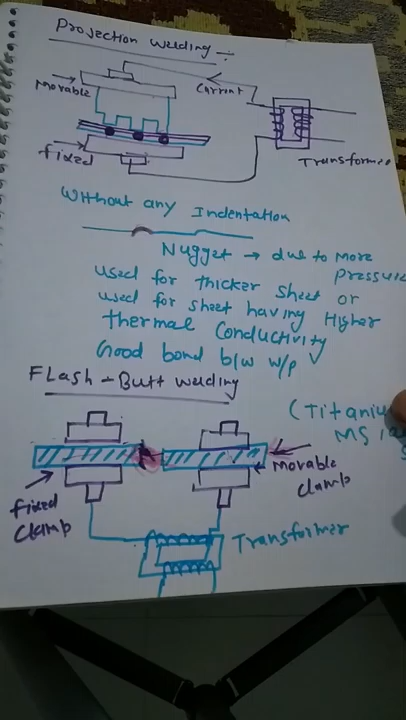 Projection Welding :-
Movable
Current
fixed
Transformer
Without any Indentation
Nugget → due to More
Pressure
used for thicker Sheet or
used for sheet having Higher
thermal Conductivity
Good bond b/w w/p
FLash - Butt welding
(Titaniu
MS
Movable
clamp
fixed
Clamp
Transformer